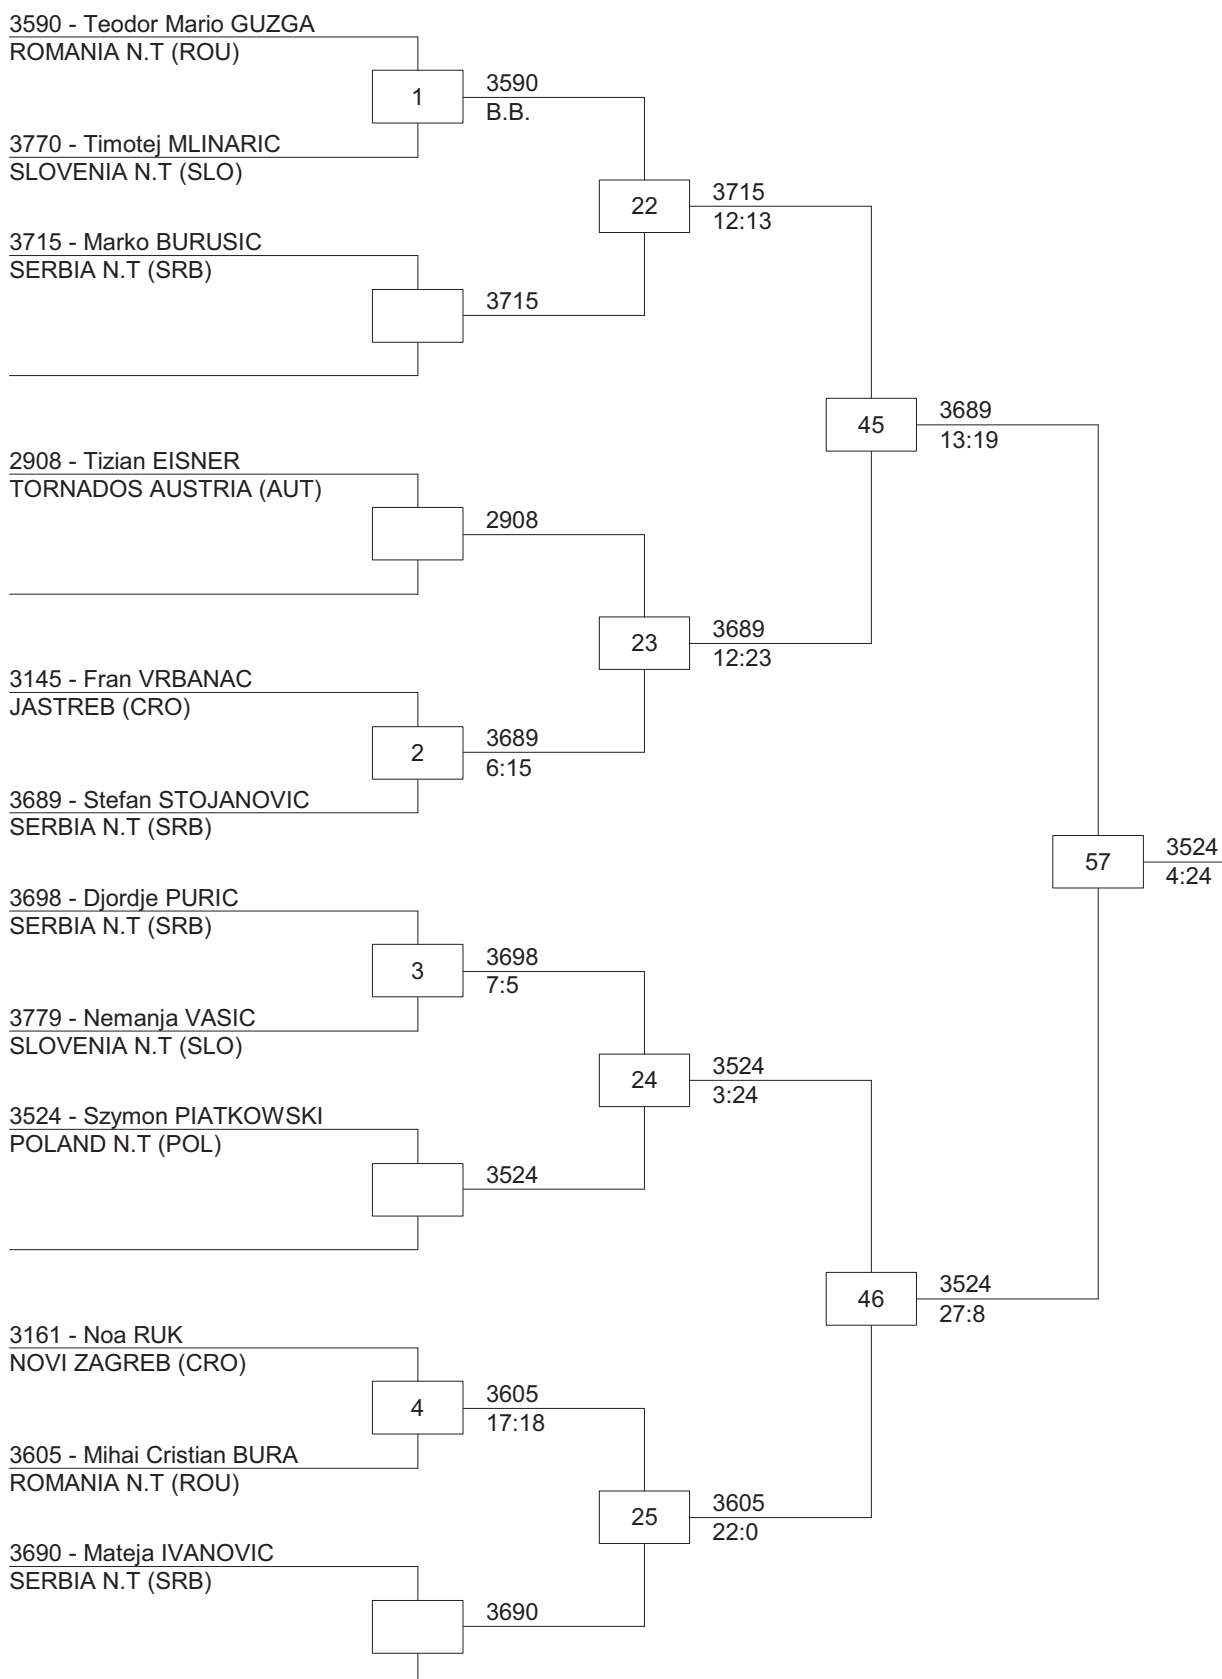 3590 - Teodor Mario GUZGA
ROMANIA N.T (ROU)
1
3590
B.B.
3770 - Timotej MLINARIC
SLOVENIA N.T (SLO)
22
3715
12:13
3715 - Marko BURUSIC
SERBIA N.T (SRB)
3715
45
3689
13:19
2908 - Tizian EISNER
TORNADOS AUSTRIA (AUT)
2908
23
3689
12:23
3145 - Fran VRBANAC
JASTREB (CRO)
2
3689
6:15
3689 - Stefan STOJANOVIC
SERBIA N.T (SRB)
57
3524
4:24
3698 - Djordje PURIC
SERBIA N.T (SRB)
3
3698
7:5
3779 - Nemanja VASIC
SLOVENIA N.T (SLO)
24
3524
3:24
3524 - Szymon PIATKOWSKI
POLAND N.T (POL)
3524
46
3524
27:8
3161 - Noa RUK
NOVI ZAGREB (CRO)
4
3605
17:18
3605 - Mihai Cristian BURA
ROMANIA N.T (ROU)
25
3605
22:0
3690 - Mateja IVANOVIC
SERBIA N.T (SRB)
3690